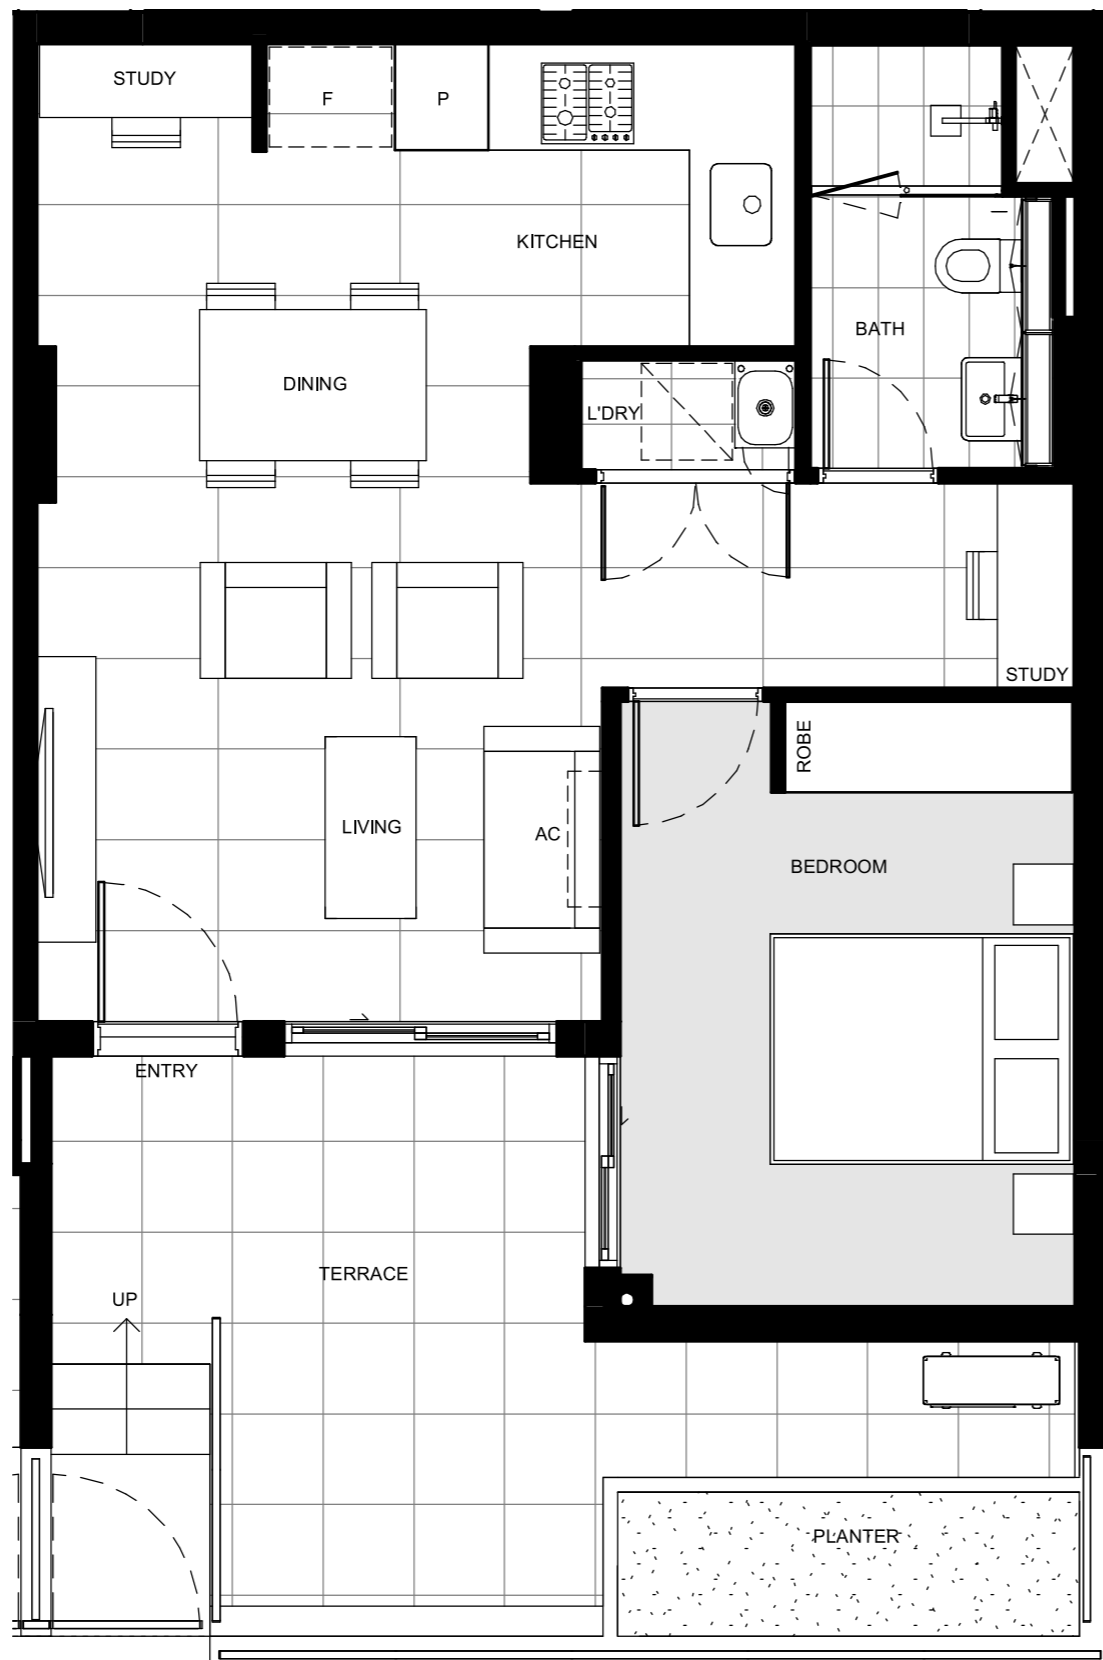 STUDY
F
P
KITCHEN
BATH
DINING
L'DRY
STUDY
ROBE
LIVING
AC
BEDROOM
ENTRY
TERRACE
UP
PLANTER